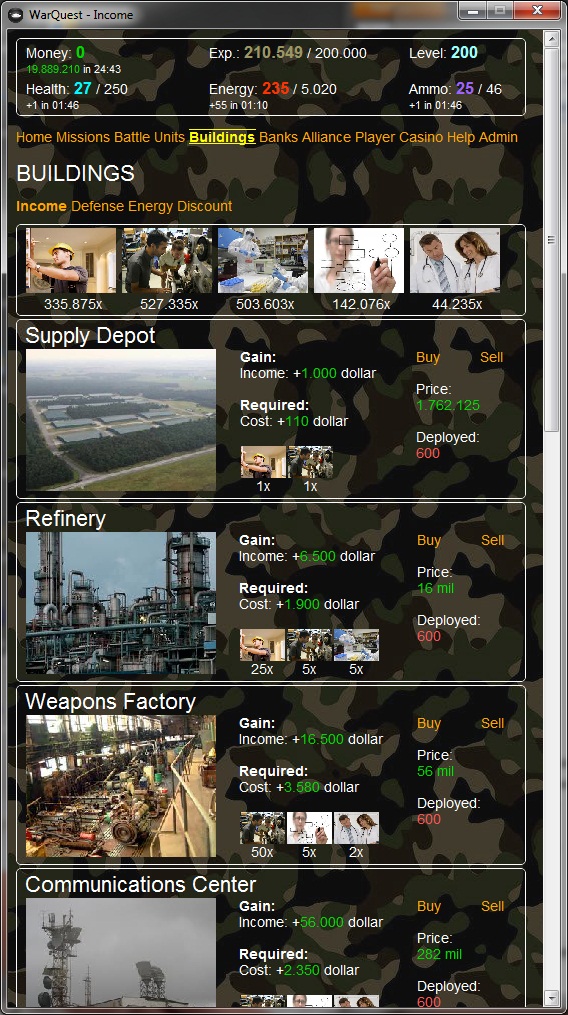 WarQuest - Income
Money: 0 Exp.: 210.549 / 200.000 Level: 200
19.889.210 in 24:43
Health: 27 / 250 Energy: 235 / 5.020 Ammo: 25 / 46
+1 in 01:46 +55 in 01:10 +1 in 01:46
Home Missions Battle Units Buildings Banks Alliance Player Casino Help Admin
BUILDINGS
Income Defense Energy Discount
335.875x 527.335x 503.603x 142.076x 44.235x
Supply Depot
Gain: Buy Sell
Income: +1.000 dollar
Price:
1.762.125
Required:
Cost: +110 dollar
Deployed:
600
1x 1x
Refinery
Gain: Buy Sell
Income: +6.500 dollar
Price:
16 mil
Required:
Cost: +1.900 dollar
Deployed:
600
25x 5x 5x
Weapons Factory
Gain: Buy Sell
Income: +16.500 dollar
Price:
56 mil
Required:
Cost: +3.580 dollar
Deployed:
600
50x 5x 2x
Communications Center
Gain: Buy Sell
Income: +56.000 dollar
Price:
282 mil
Required:
Cost: +2.350 dollar
Deployed:
600